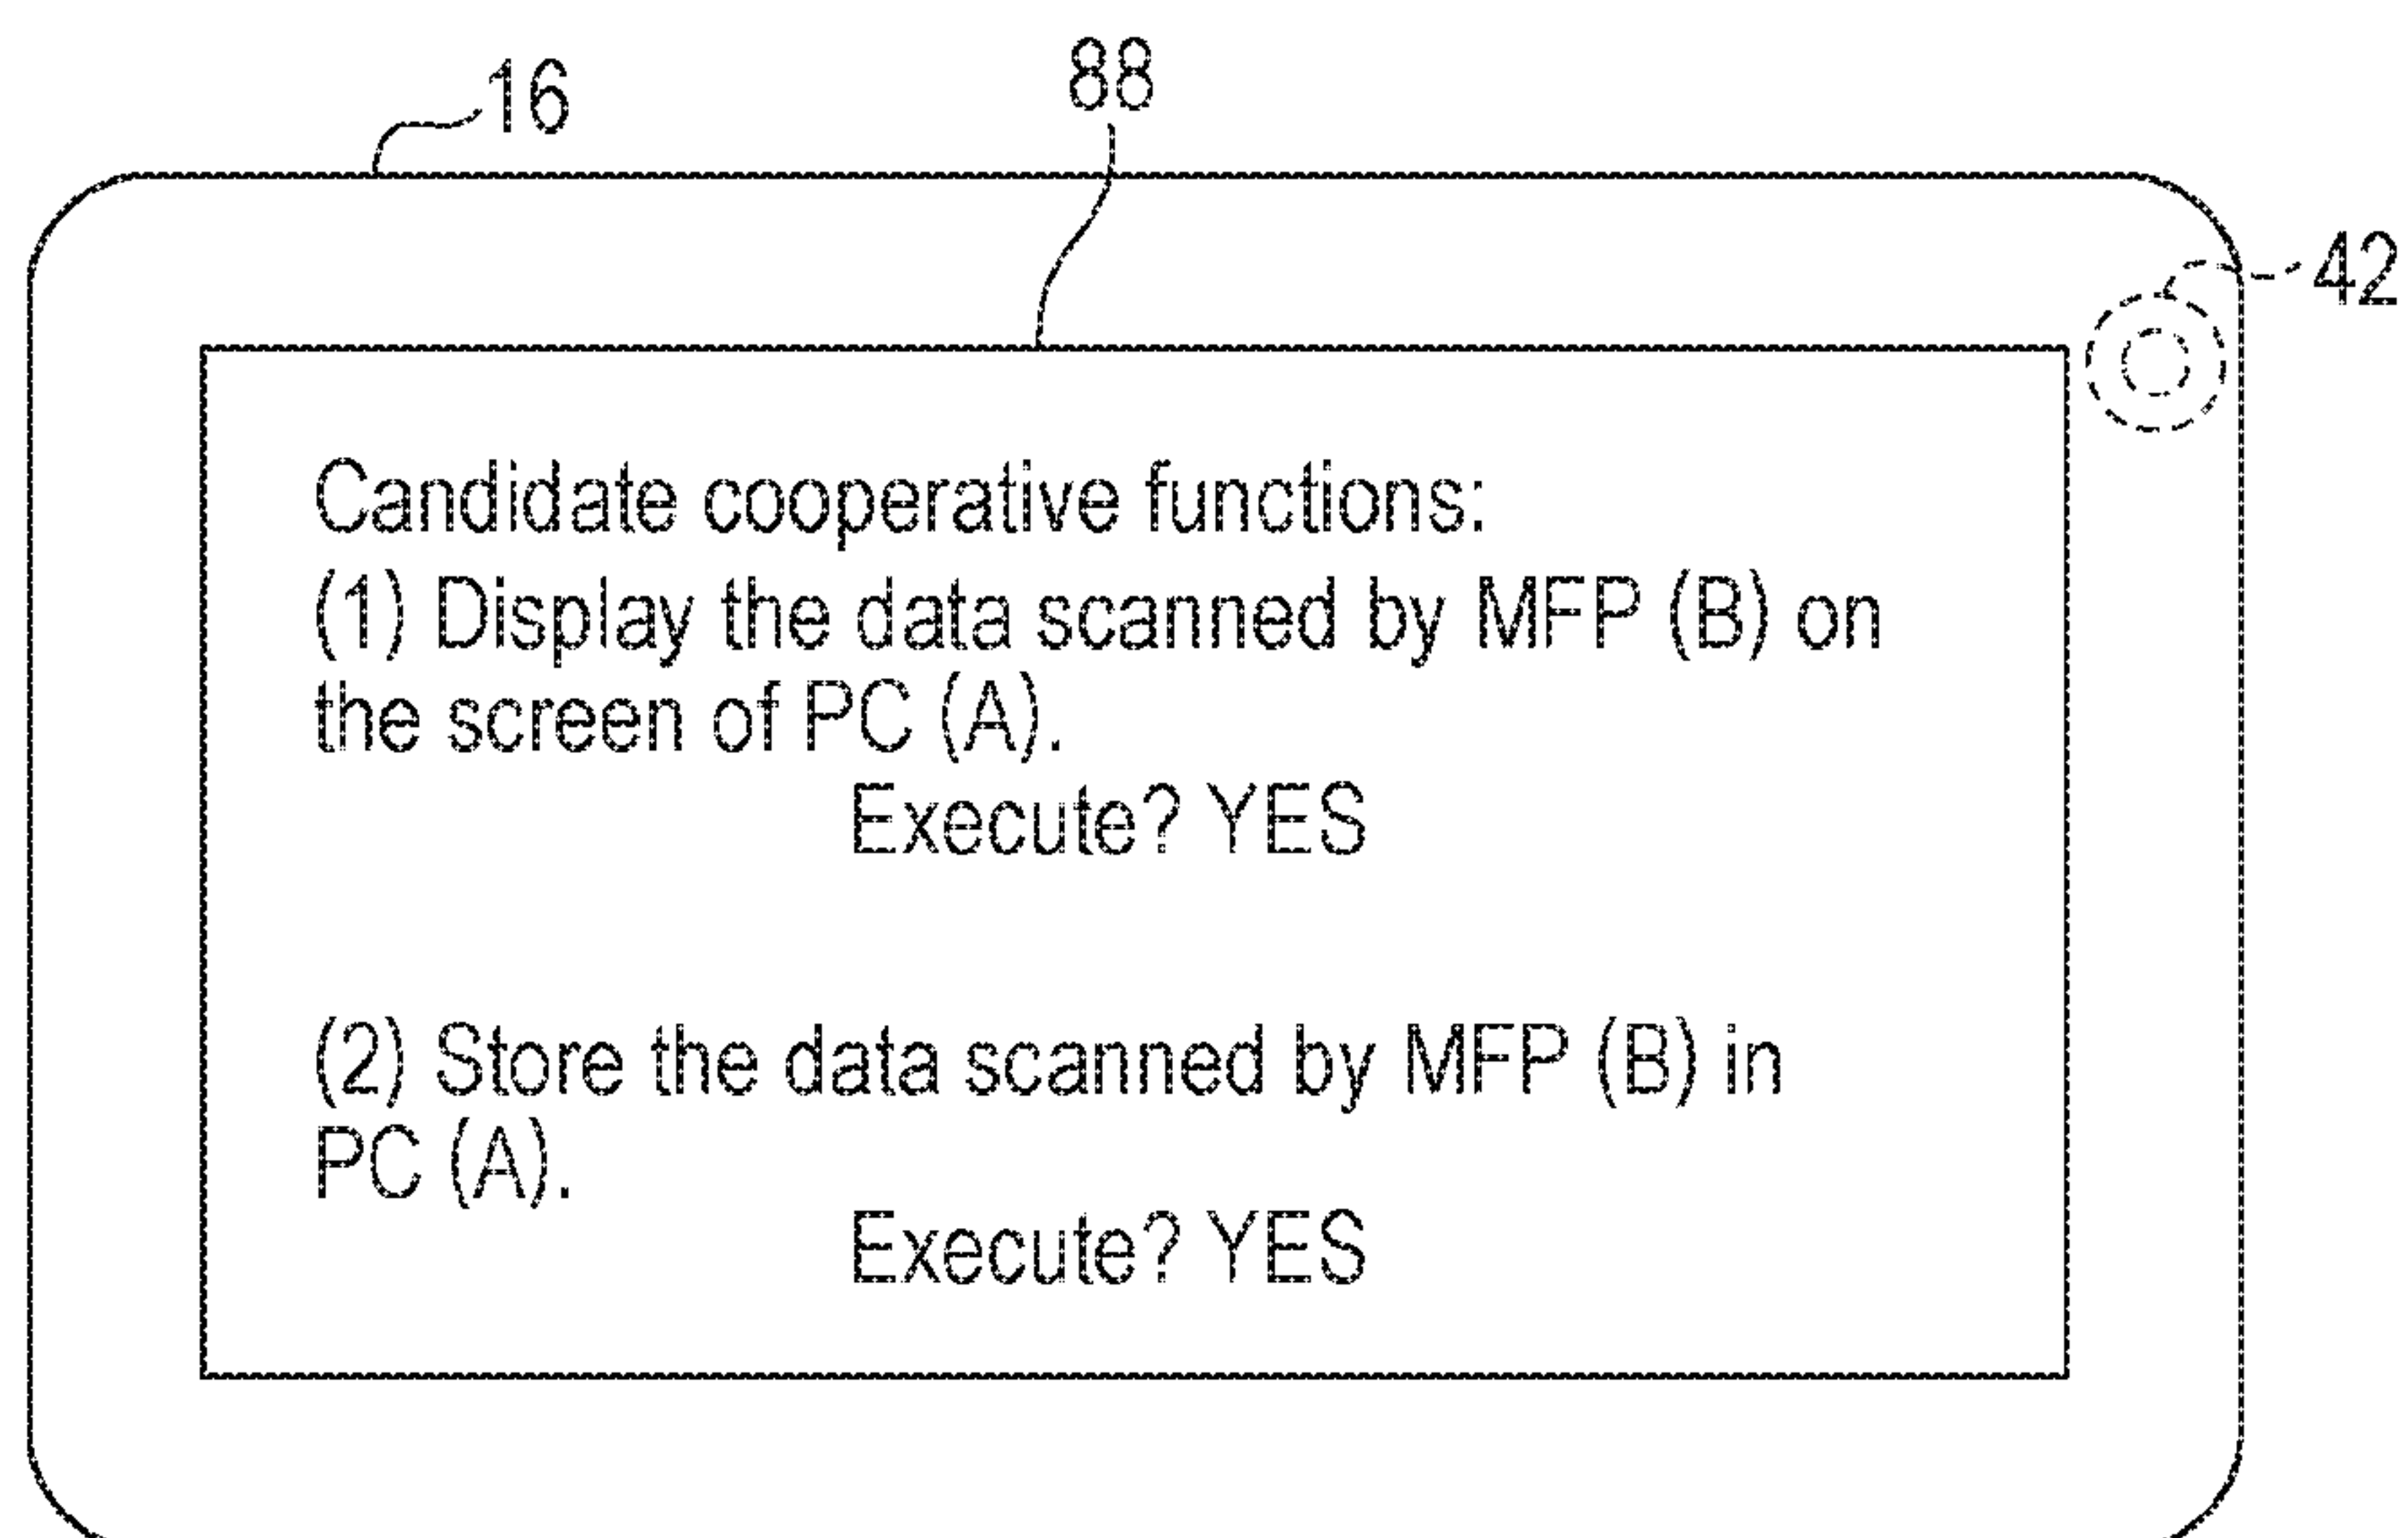 16
88
42
Candidate cooperative functions:
(1) Display the data scanned by MFP (B) on
the screen of PC (A).
Execute? YES
(2) Store the data scanned by MFP (B) in
PC (A).
Execute? YES